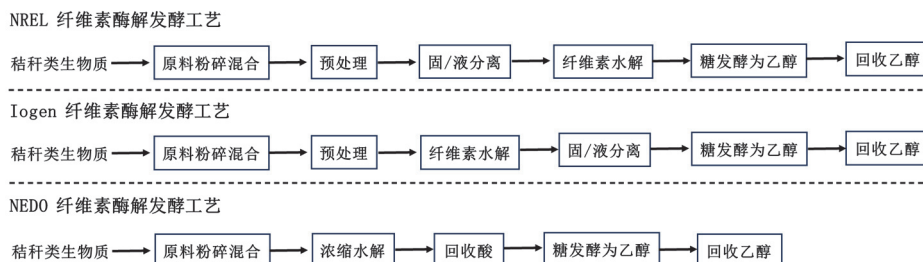 NREL 纤维素酶解发酵工艺
秸秆类生物质 原料粉碎混合 预处理 固/液分离 纤维素水解 糖发酵为乙醇 回收乙醇
Iogen 纤维素酶解发酵工艺
秸秆类生物质 原料粉碎混合 预处理 纤维素水解 固/液分离 糖发酵为乙醇 回收乙醇
NEDO 纤维素酶解发酵工艺
秸秆类生物质 原料粉碎混合 浓缩水解 回收酸 糖发酵为乙醇 回收乙醇